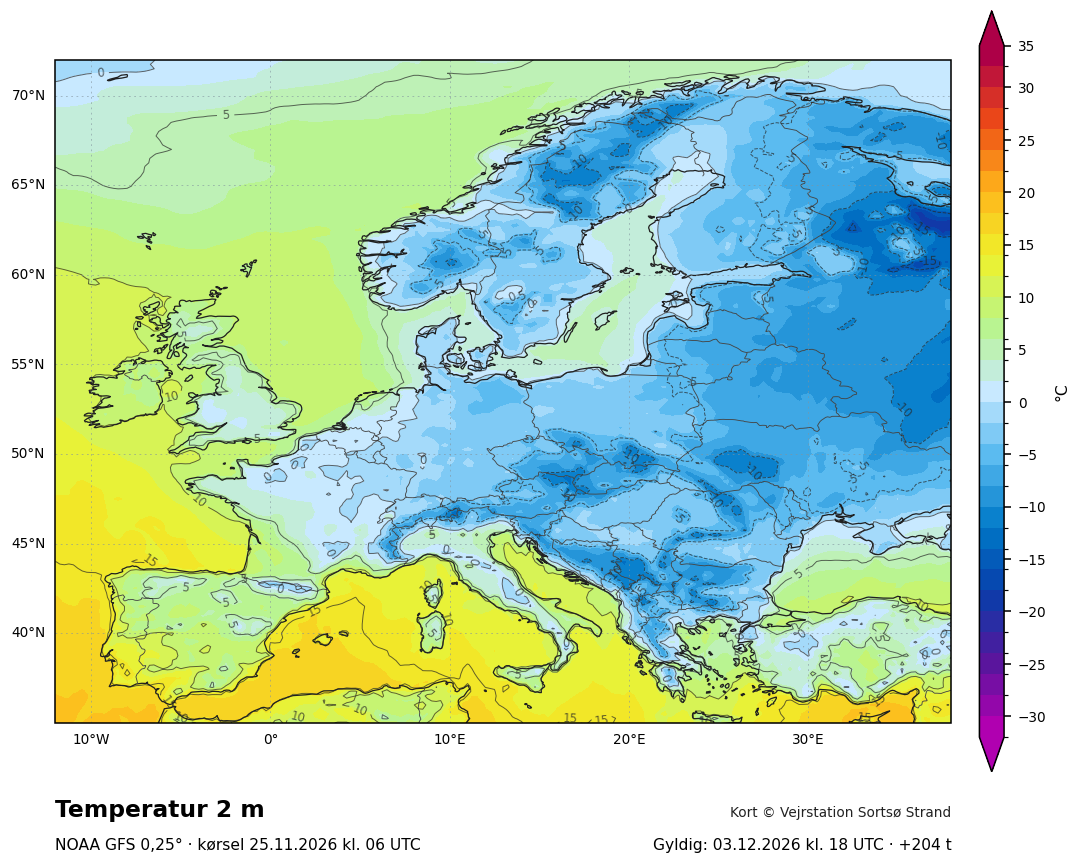 70°N
65°N
60°N
55°N
50°N
45°N
40°N
10°W 0° 10°E 20°E 30°E
35
30
25
20
15
10
5
0
−5
−10
−15
−20
−25
−30
°C
Temperatur 2 m
Kort © Vejrstation Sortsø Strand
NOAA GFS 0,25° · kørsel 25.11.2026 kl. 06 UTC
Gyldig: 03.12.2026 kl. 18 UTC · +204 t